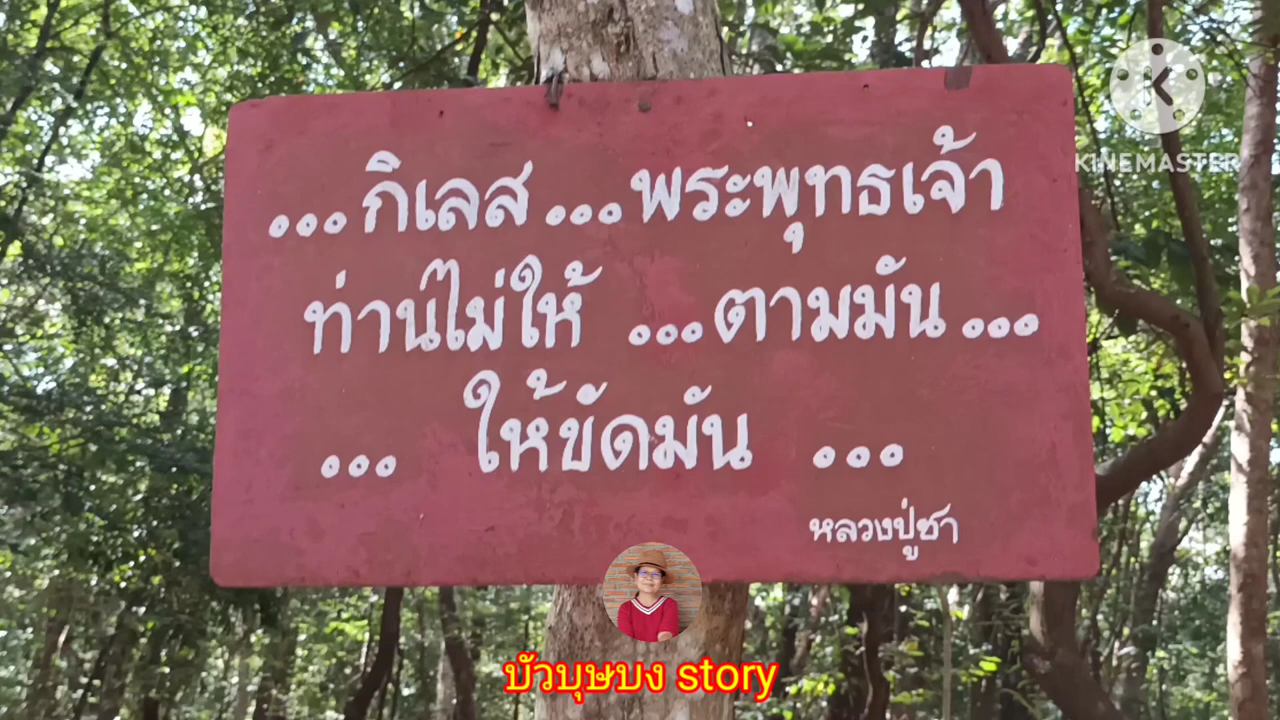 ...กิเลส...พระพุทธเจ้า
ท่านไม่ให้ ...ตามมัน...
... ให้ขัดมัน ...
หลวงปู่ชา
K
KINEMASTER
บัวบุษบง story